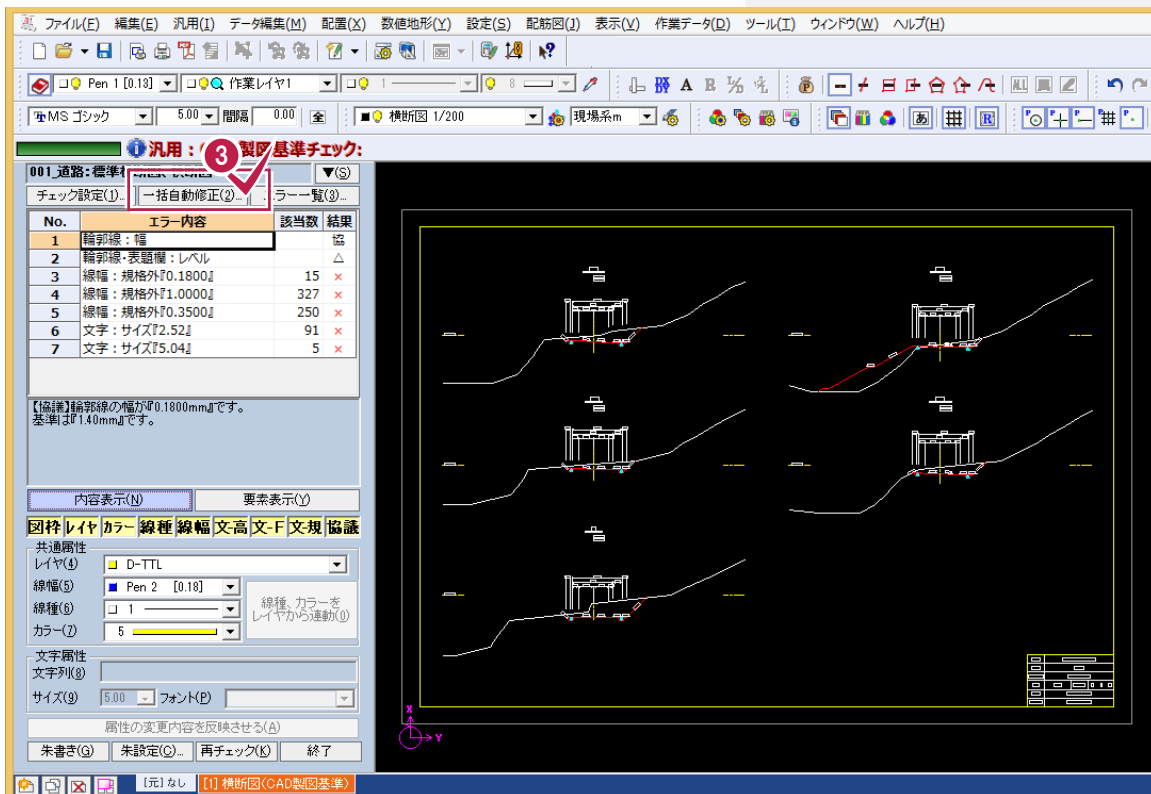 ファイル(F) 編集(E) 汎用(I) データ編集(M) 配置(X) 数値地形(Y) 設定(S) 配筋図(J) 表示(V) 作業データ(D) ツール(T) ウィンドウ(W) ヘルプ(H)
Pen 1 [0.13] 作業レイヤ1 1 8
MS ゴシック 5.00 間隔 0.00 全 横断図 1/200 現場系m
汎用: 製図基準チェック:
3
001_道路:標準 ▼(S)
チェック設定(1)... 一括自動修正(2)... ラー一覧(3)...
No. エラー内容 該当数 結果
1 輪郭線:幅 協
2 輪郭線・表題欄:レベル △
3 線幅:規格外『0.1800』 15 ×
4 線幅:規格外『1.0000』 327 ×
5 線幅:規格外『0.3500』 250 ×
6 文字:サイズ『2.52』 91 ×
7 文字:サイズ『5.04』 5 ×
【協議】輪郭線の幅が『0.1800mm』です。
基準は『1.40mm』です。
内容表示(N) 要素表示(Y)
図枠 レイヤ カラー 線種 線幅 文-高 文-F 文-規 協議
共通属性
レイヤ(4) D-TTL
線幅(5) Pen 2 [0.18]
線種(6) 1
線種、カラーを
レイヤから連動(0)
カラー(7) 5
文字属性
文字列(8)
サイズ(9) 5.00 フォント(P)
属性の変更内容を反映させる(A)
朱書き(G) 朱設定(C)... 再チェック(K) 終了
X
Y
[元] なし [1] 横断図(CAD製図基準)